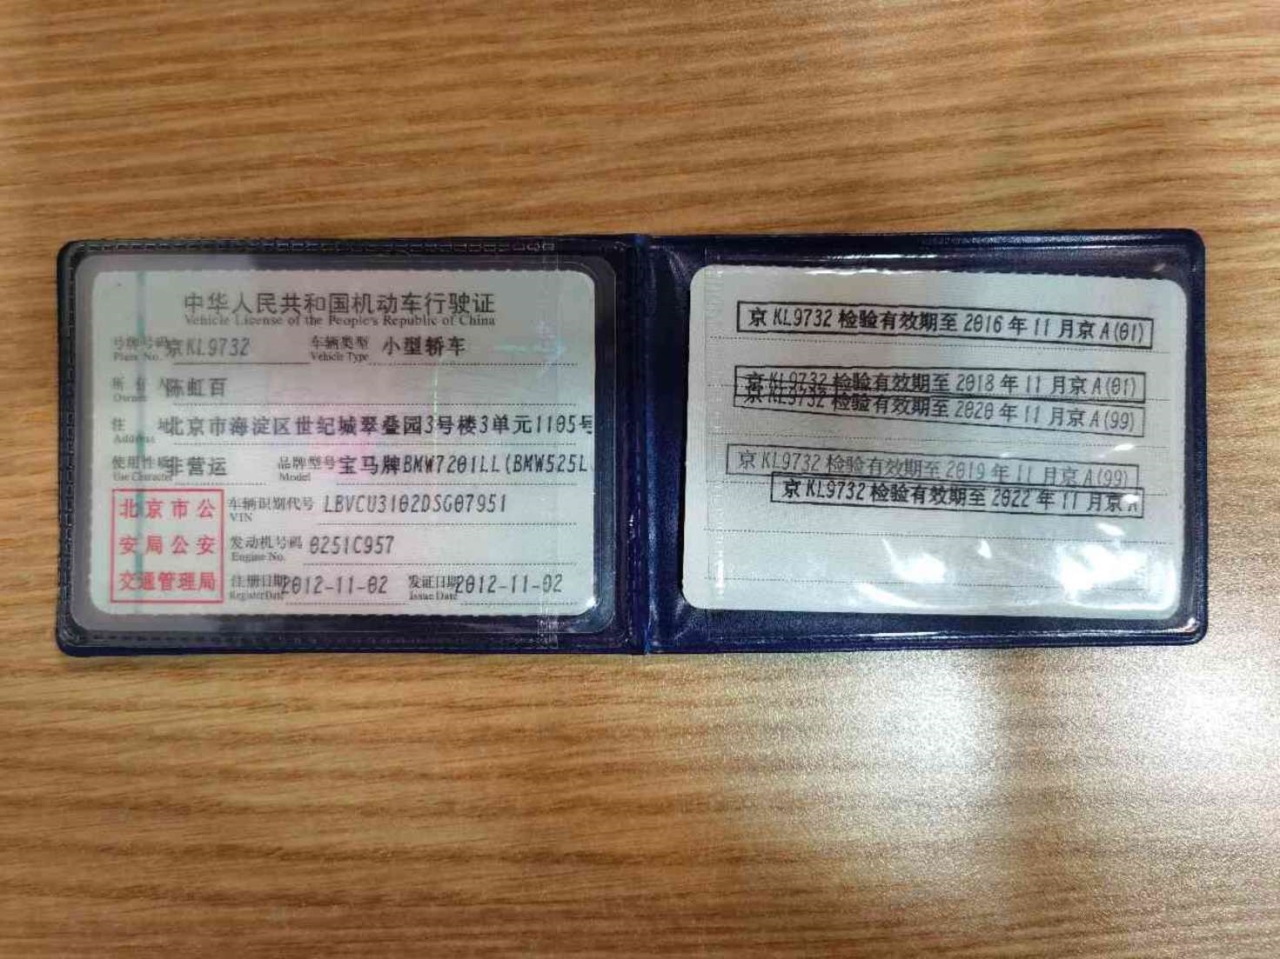 中华人民共和国机动车行驶证
Vehicle License of the People's Republic of China
号牌号码 京KL9732 车辆类型 小型轿车
Plate No. Vehicle Type
所有人 陈虹百
Owner
住址 北京市海淀区世纪城翠叠园3号楼3单元1105号
Address
使用性质 非营运 品牌型号 宝马牌BMW7201LL(BMW525L
Use Character Model
北京市公
安局公安
交通管理局
车辆识别代号 LBVCU3102DSG07951
VIN
发动机号码 0251C957
Engine No.
注册日期 2012-11-02 发证日期 2012-11-02
Register Date Issue Date
京KL9732 检验有效期至 2016 年 11 月京 A(01)
京KL9732 检验有效期至 2018 年 11 月京 A(01)
京KL9732 检验有效期至 2020 年 11 月京 A(99)
京KL9732 检验有效期至 2019 年 11 月京 A(99)
京KL9732 检验有效期至 2022 年 11 月京 A